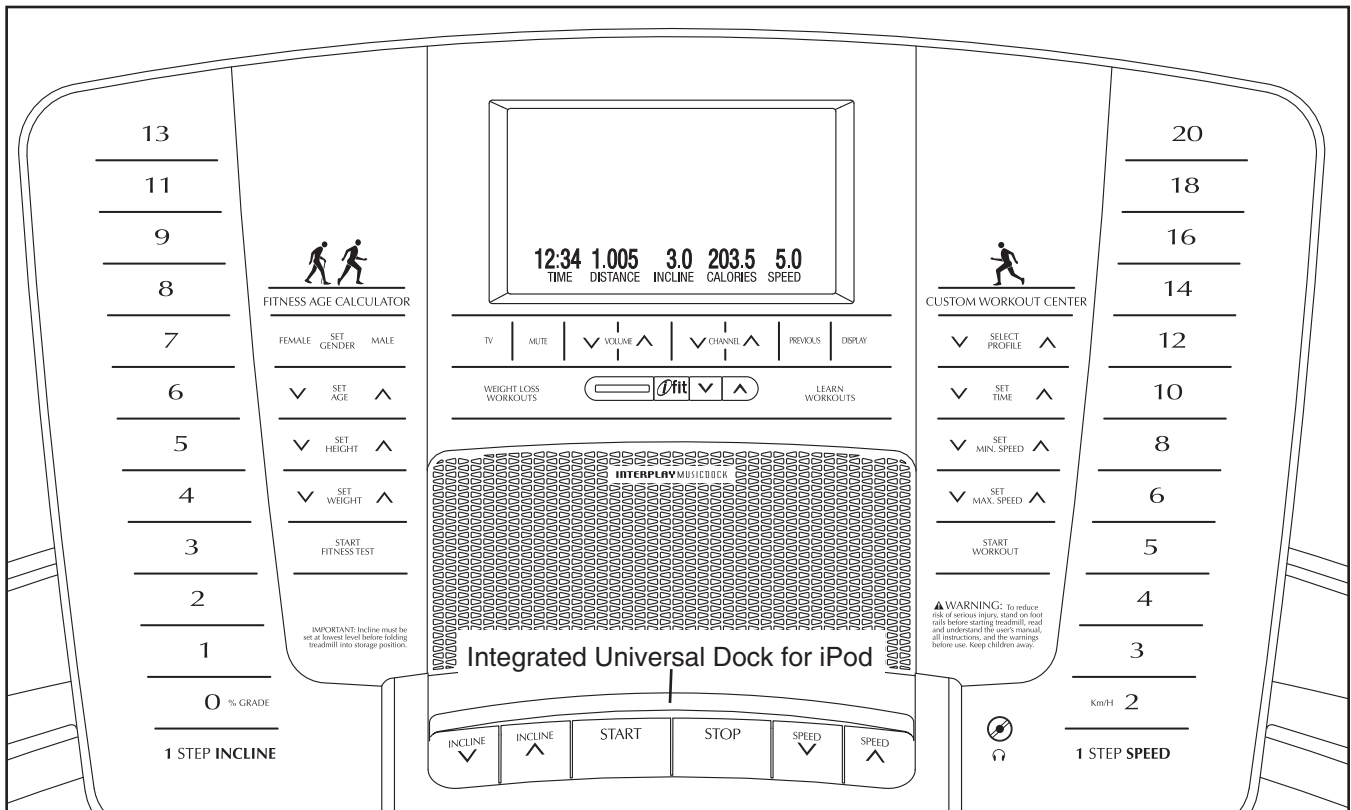 13
11
9
8
7
6
5
4
3
2
1
0 % GRADE
1 STEP INCLINE
FITNESS AGE CALCULATOR
FEMALE SET GENDER MALE
SET
AGE
SET
HEIGHT
SET
WEIGHT
START
FITNESS TEST
IMPORTANT: Incline must be
set at lowest level before folding
treadmill into storage position.
12:34 1.005 3.0 203.5 5.0
TIME DISTANCE INCLINE CALORIES SPEED
TV MUTE VOLUME CHANNEL PREVIOUS DISPLAY
WEIGHT LOSS
WORKOUTS
ifit
LEARN
WORKOUTS
INTERPLAY MUSICDOCK
Integrated Universal Dock for iPod
INCLINE INCLINE START STOP SPEED SPEED
CUSTOM WORKOUT CENTER
SELECT
PROFILE
SET
TIME
SET
MIN. SPEED
SET
MAX. SPEED
START
WORKOUT
WARNING: To reduce
risk of serious injury, stand on foot
rails before starting treadmill, read
and understand the user's manual,
all instructions, and the warnings
before use. Keep children away.
20
18
16
14
12
10
8
6
5
4
3
Km/H 2
1 STEP SPEED